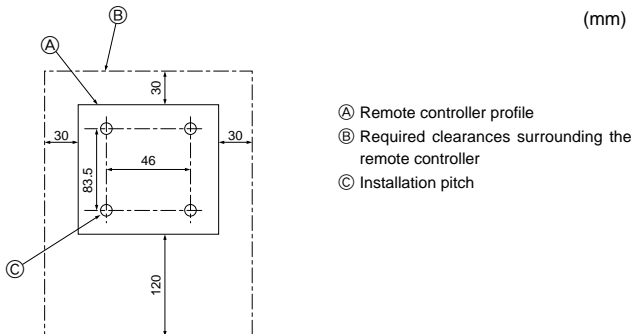 (mm)
Ⓑ
Ⓐ
30
30
30
46
83.5
Ⓒ
120
Ⓐ Remote controller profile
Ⓑ Required clearances surrounding the
remote controller
Ⓒ Installation pitch